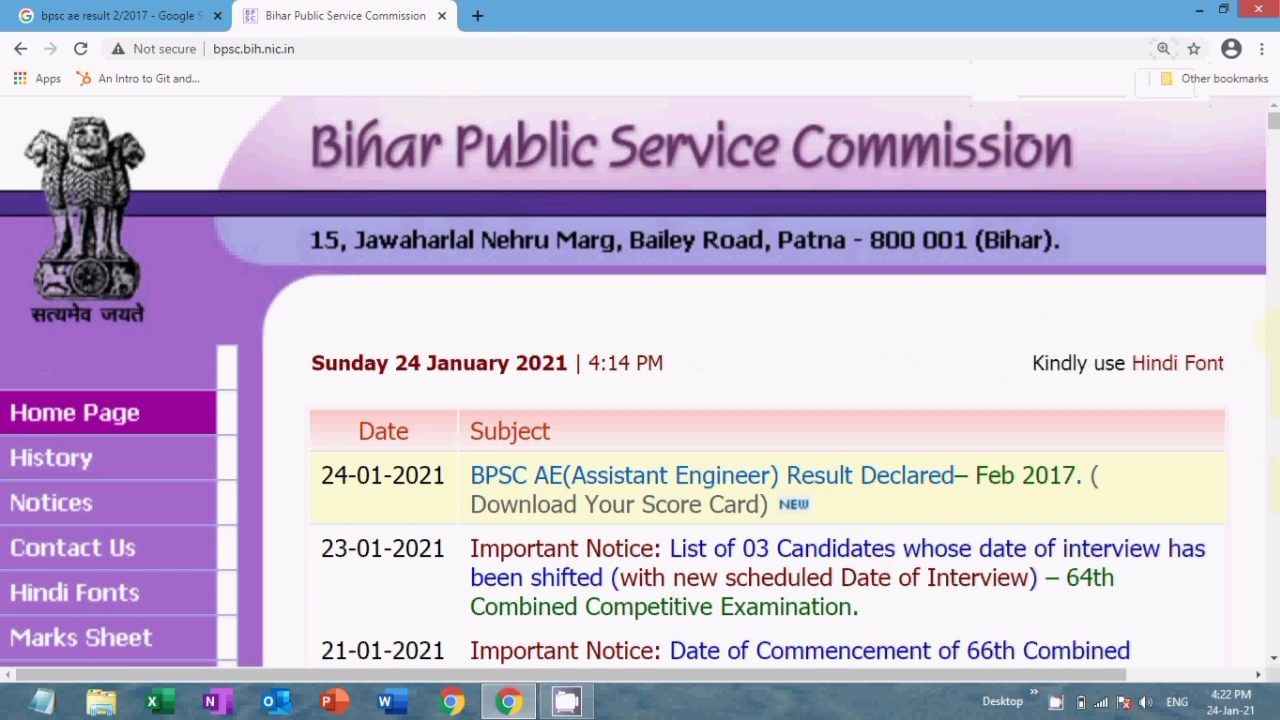 bpsc ae result 2/2017 - Google S
Bihar Public Service Commission
Not secure | bpsc.bih.nic.in
Apps
An Intro to Git and...
Other bookmarks
Bihar Public Service Commission
15, Jawaharlal Nehru Marg, Bailey Road, Patna - 800 001 (Bihar).
सत्यमेव जयते
Sunday 24 January 2021 | 4:14 PM
Kindly use Hindi Font
Home Page
History
Notices
Contact Us
Hindi Fonts
Marks Sheet
Date Subject
24-01-2021 BPSC AE(Assistant Engineer) Result Declared– Feb 2017. (
Download Your Score Card) NEW
23-01-2021 Important Notice: List of 03 Candidates whose date of interview has
been shifted (with new scheduled Date of Interview) – 64th
Combined Competitive Examination.
21-01-2021 Important Notice: Date of Commencement of 66th Combined
Desktop
ENG
4:22 PM
24-Jan-21